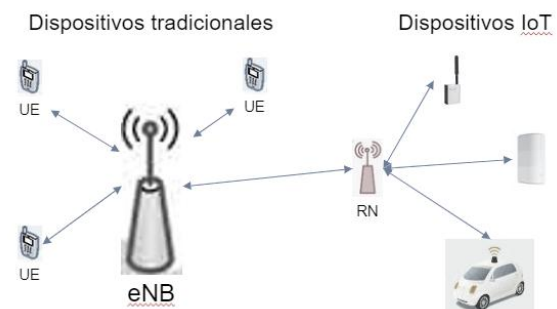 Dispositivos tradicionales
Dispositivos IoT
UE
UE
RN
UE
eNB